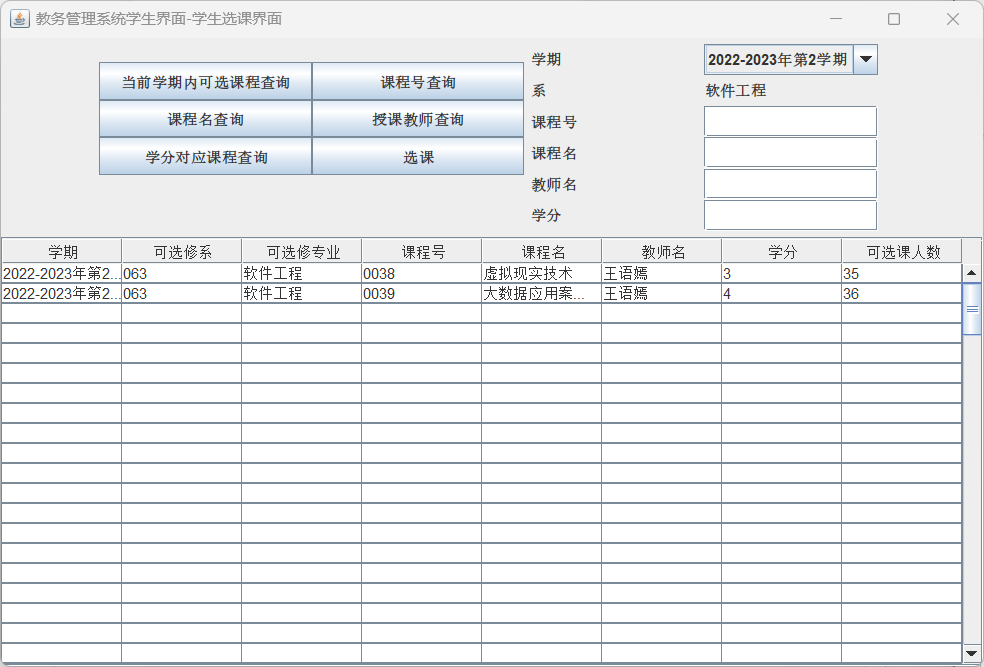 教务管理系统学生界面-学生选课界面
当前学期内可选课程查询 课程号查询
课程名查询 授课教师查询
学分对应课程查询 选课
学期 2022-2023年第2学期
系 软件工程
课程号
课程名
教师名
学分
学期 可选修系 可选修专业 课程号 课程名 教师名 学分 可选课人数
2022-2023年第2... 063 软件工程 0038 虚拟现实技术 王语嫣 3 35
2022-2023年第2... 063 软件工程 0039 大数据应用案... 王语嫣 4 36